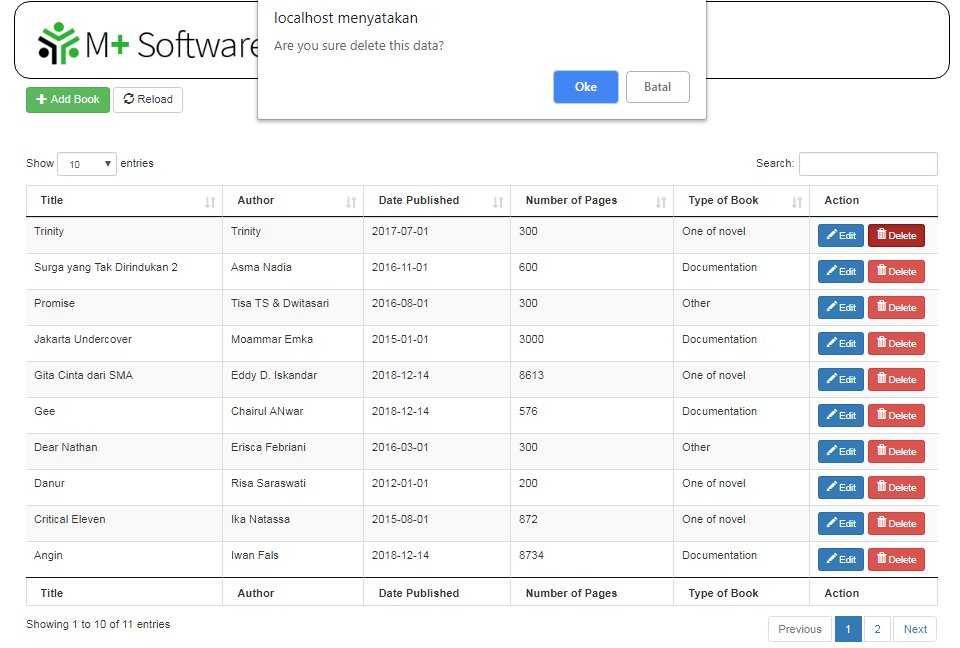 localhost menyatakan
Are you sure delete this data?
Oke Batal
M+ Software
Add Book Reload
Show 10 entries Search:
Title Author Date Published Number of Pages Type of Book Action
Trinity Trinity 2017-07-01 300 One of novel Edit Delete
Surga yang Tak Dirindukan 2 Asma Nadia 2016-11-01 600 Documentation Edit Delete
Promise Tisa TS & Dwitasari 2016-08-01 300 Other Edit Delete
Jakarta Undercover Moammar Emka 2015-01-01 3000 Documentation Edit Delete
Gita Cinta dari SMA Eddy D. Iskandar 2018-12-14 8613 One of novel Edit Delete
Gee Chairul ANwar 2018-12-14 576 Documentation Edit Delete
Dear Nathan Erisca Febriani 2016-03-01 300 Other Edit Delete
Danur Risa Saraswati 2012-01-01 200 One of novel Edit Delete
Critical Eleven Ika Natassa 2015-08-01 872 One of novel Edit Delete
Angin Iwan Fals 2018-12-14 8734 Documentation Edit Delete
Title Author Date Published Number of Pages Type of Book Action
Showing 1 to 10 of 11 entries Previous 1 2 Next